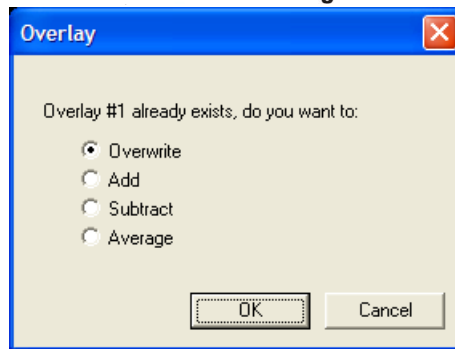 Overlay
Overlay #1 already exists, do you want to:
Overwrite
Add
Subtract
Average
OK
Cancel